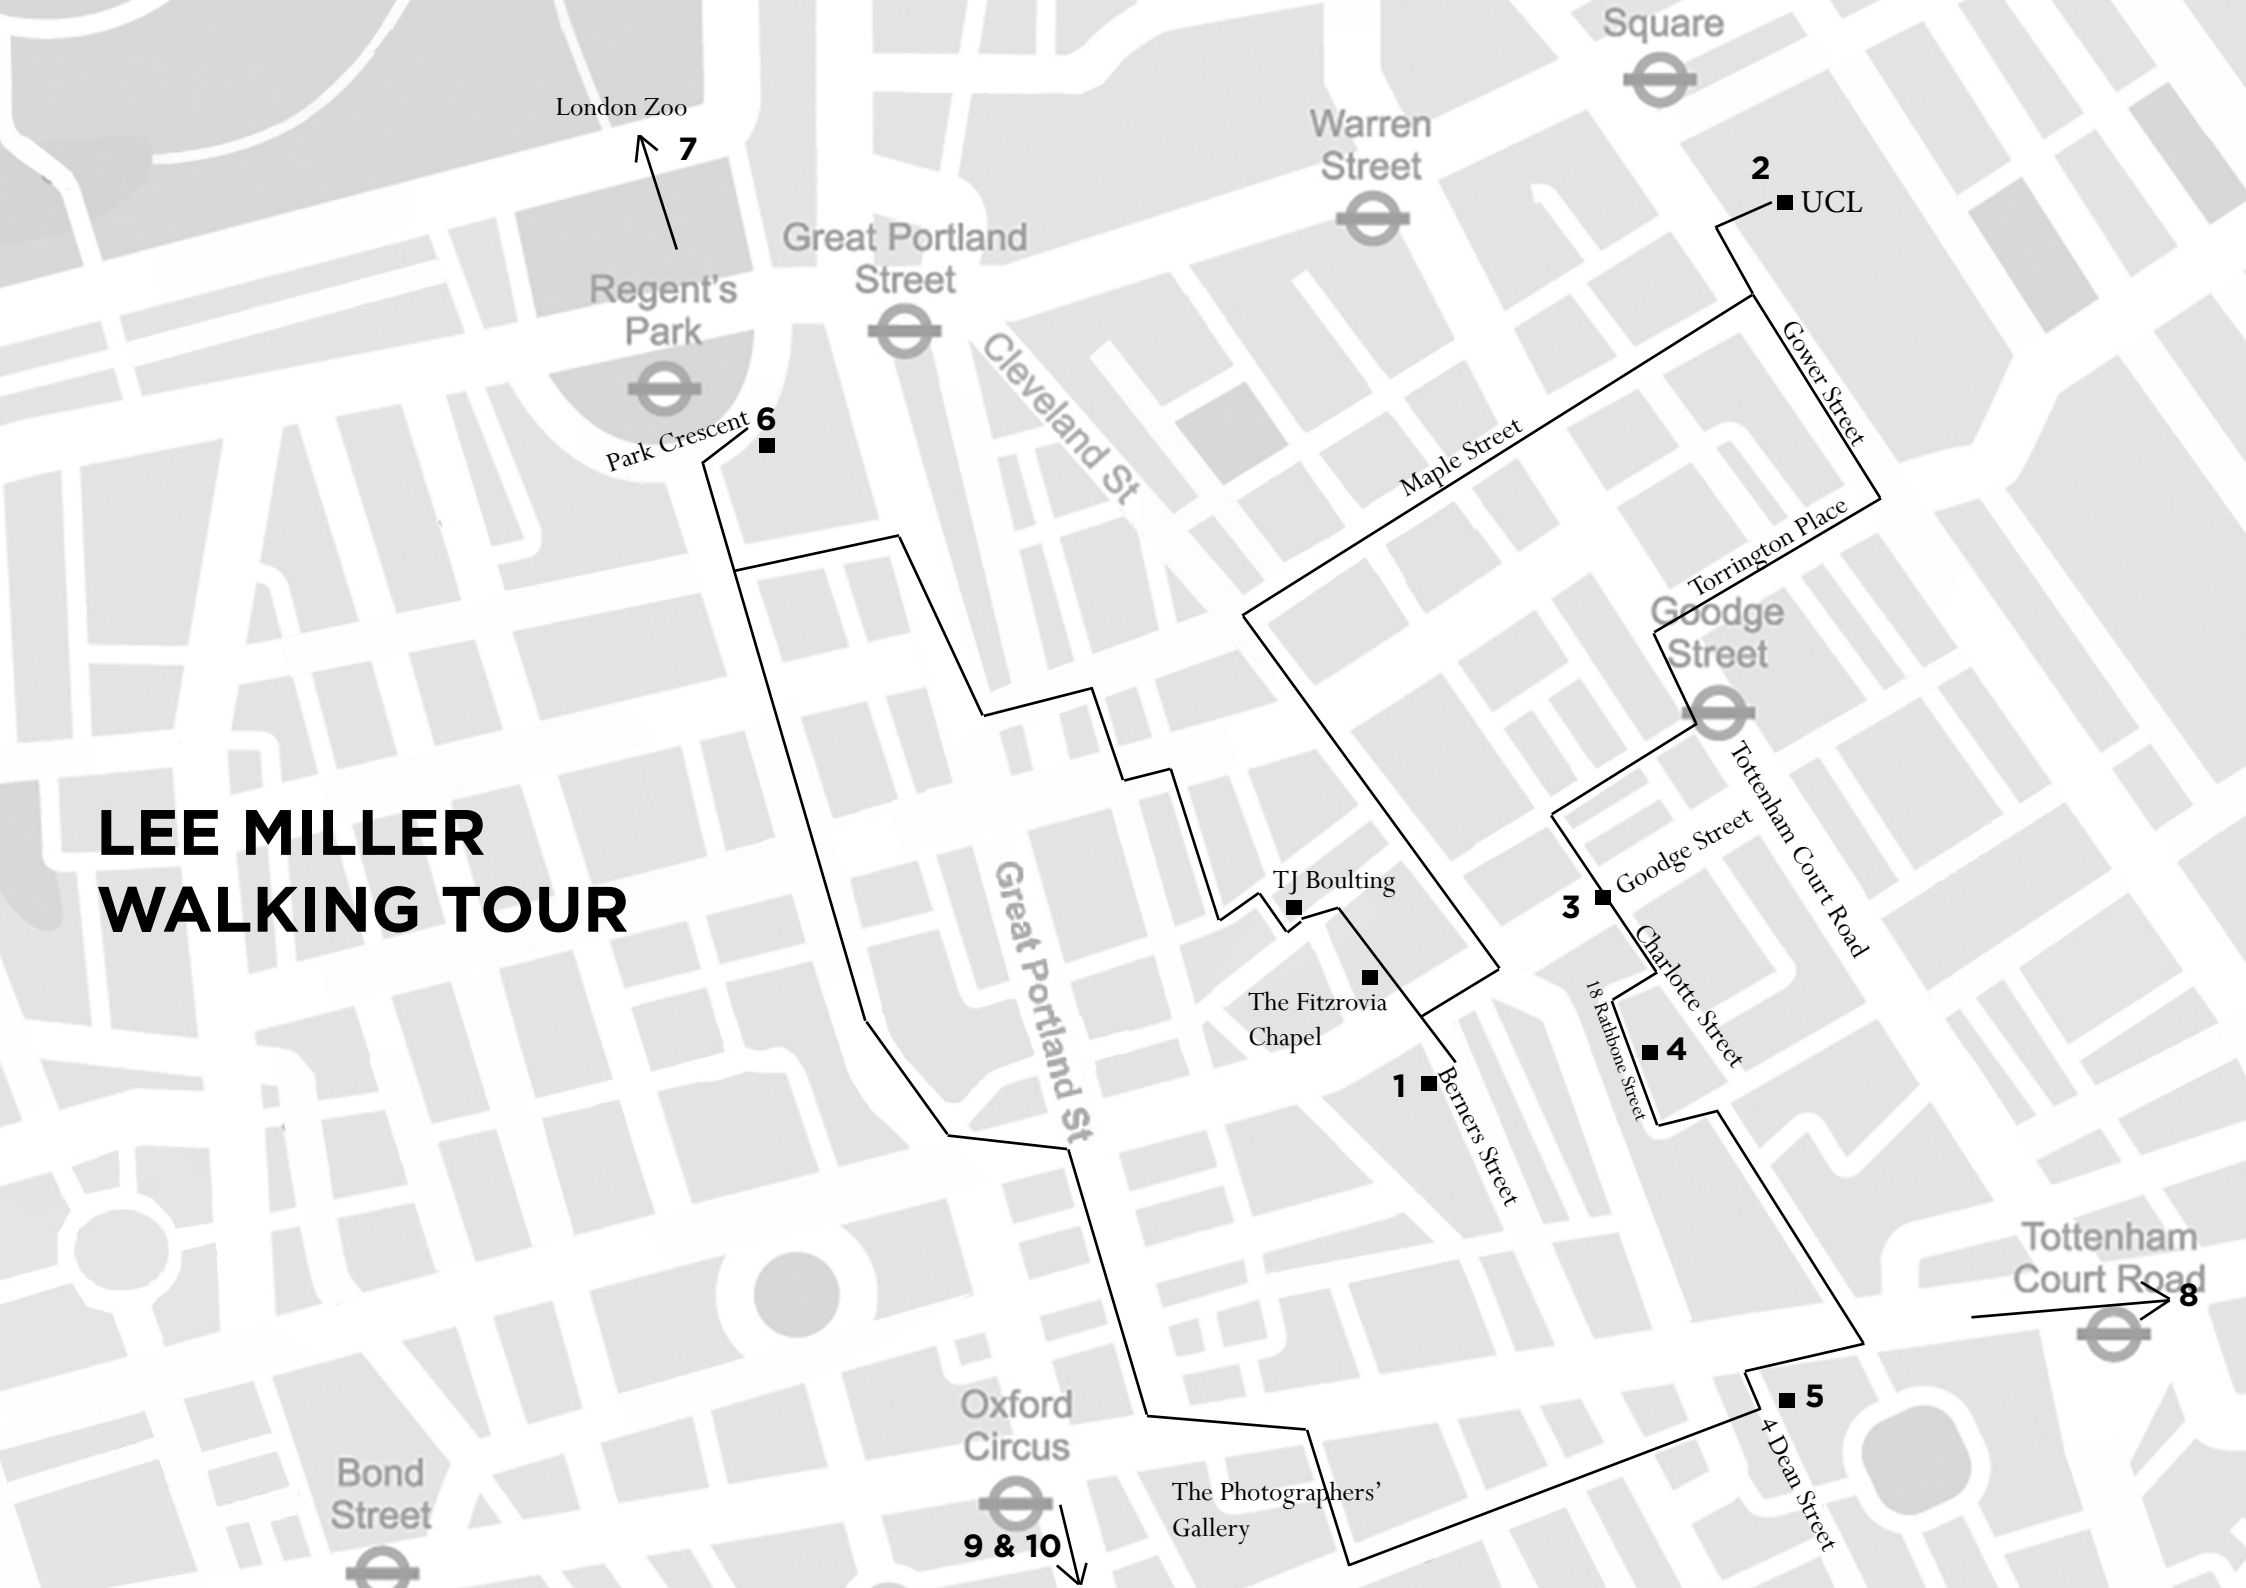 Square
London Zoo
7
Warren
Street
2
UCL
Great Portland
Street
Regent's
Park
Cleveland St
Gower Street
Park Crescent
6
Maple Street
Torrington Place
Goodge
Street
Tottenham Court Road
LEE MILLER
WALKING TOUR
Goodge Street
3
TJ Boulting
Great Portland St
Charlotte Street
The Fitzrovia
Chapel
18 Rathbone Street
4
1
Berners Street
Tottenham
Court Road
8
5
4 Dean Street
Oxford
Circus
Bond
Street
The Photographers'
Gallery
9 & 10